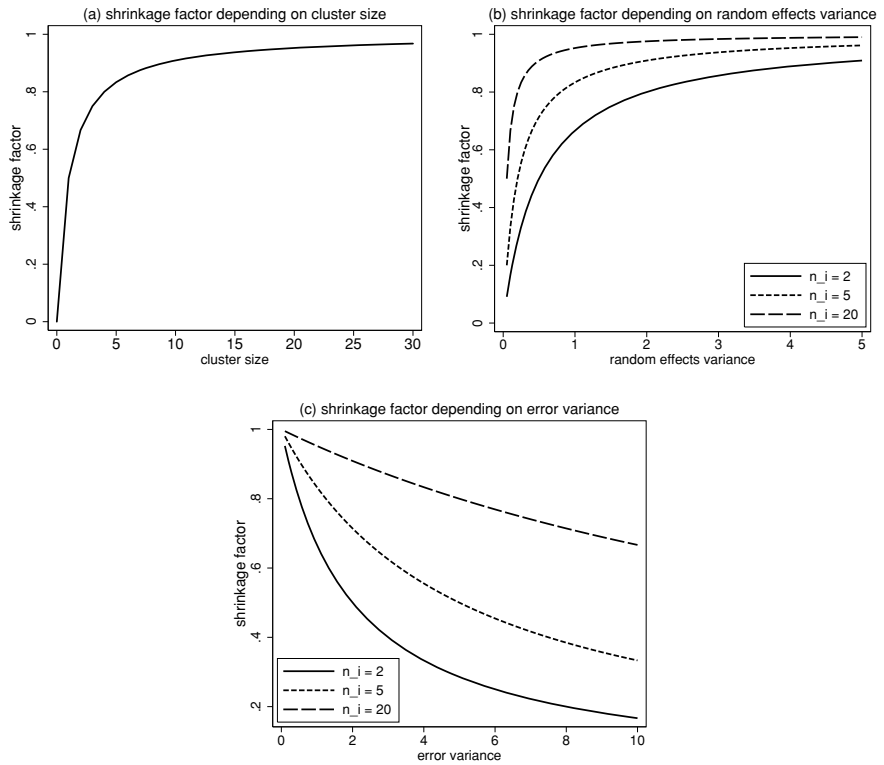 (a) shrinkage factor depending on cluster size
shrinkage factor
0 .2 .4 .6 .8 1
0 5 10 15 20 25 30
cluster size
(b) shrinkage factor depending on random effects variance
shrinkage factor
0 .2 .4 .6 .8 1
n_i = 2
n_i = 5
n_i = 20
0 1 2 3 4 5
random effects variance
(c) shrinkage factor depending on error variance
shrinkage factor
.2 .4 .6 .8 1
n_i = 2
n_i = 5
n_i = 20
0 2 4 6 8 10
error variance